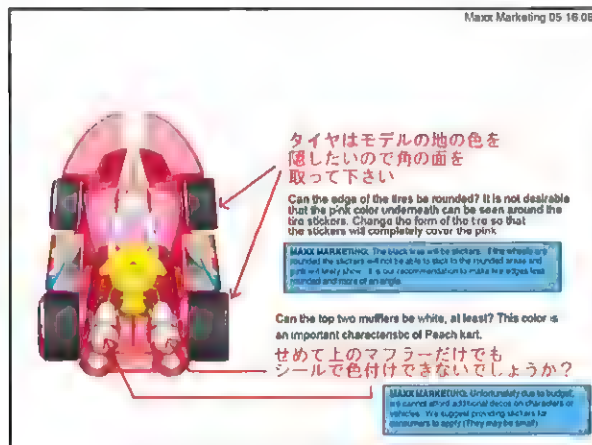 Maxx Marketing 05 16 08
タイヤはモデルの地の色を
隠したいので角の面を
取って下さい
Can the edge of the tires be rounded? It is not desirable
that the pink color underneath can be seen around the
tire stickers. Change the form of the tire so that
the stickers will completely cover the pink
MAXX MARKETING: The black tires will be stickers. If the wheels are
rounded the stickers will not be able to stick to the rounded areas and
pink will likely show. It is our recommendation to make tire edges less
rounded and more of an angle.
Can the top two mufflers be white, at least? This color is
an important characteristic of Peach kart.
せめて上のマフラーだけでも
シールで色付けできないでしょうか?
MAXX MARKETING: Unfortunately due to budget,
we cannot afford additional decos on characters or
vehicles. We suggest providing stickers for
consumers to apply (They may be small)